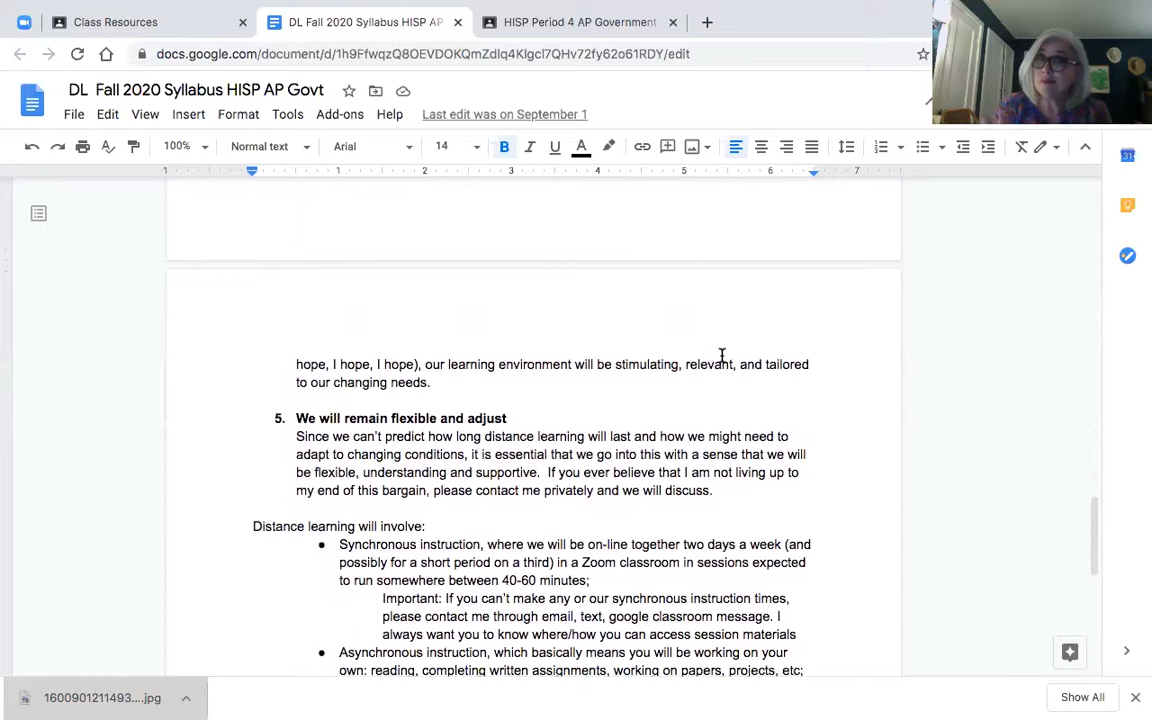 Class Resources
DL Fall 2020 Syllabus HISP AP
HISP Period 4 AP Government
docs.google.com/document/d/1h9FfwqzQ8OEVDOKQmZdlq4Klgcl7QHv72fy62o61RDY/edit
DL Fall 2020 Syllabus HISP AP Govt
File Edit View Insert Format Tools Add-ons Help Last edit was on September 1
100% Normal text Arial 14 B I U A
1 1 2 3 4 5 6 7
31
hope, I hope, I hope), our learning environment will be stimulating, relevant, and tailored
to our changing needs.
5. We will remain flexible and adjust
Since we can't predict how long distance learning will last and how we might need to
adapt to changing conditions, it is essential that we go into this with a sense that we will
be flexible, understanding and supportive. If you ever believe that I am not living up to
my end of this bargain, please contact me privately and we will discuss.
Distance learning will involve:
● Synchronous instruction, where we will be on-line together two days a week (and
possibly for a short period on a third) in a Zoom classroom in sessions expected
to run somewhere between 40-60 minutes;
Important: If you can't make any or our synchronous instruction times,
please contact me through email, text, google classroom message. I
always want you to know where/how you can access session materials
● Asynchronous instruction, which basically means you will be working on your
own: reading, completing written assignments, working on papers, projects, etc;
1600901211493....jpg
Show All